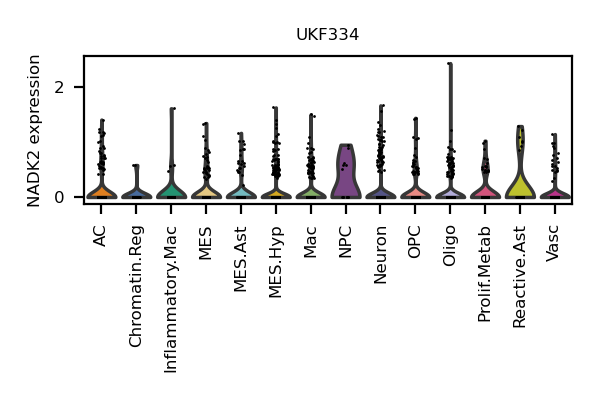 UKF334
NADK2 expression
2
0
AC
Chromatin.Reg
Inflammatory.Mac
MES
MES.Ast
MES.Hyp
Mac
NPC
Neuron
OPC
Oligo
Prolif.Metab
Reactive.Ast
Vasc